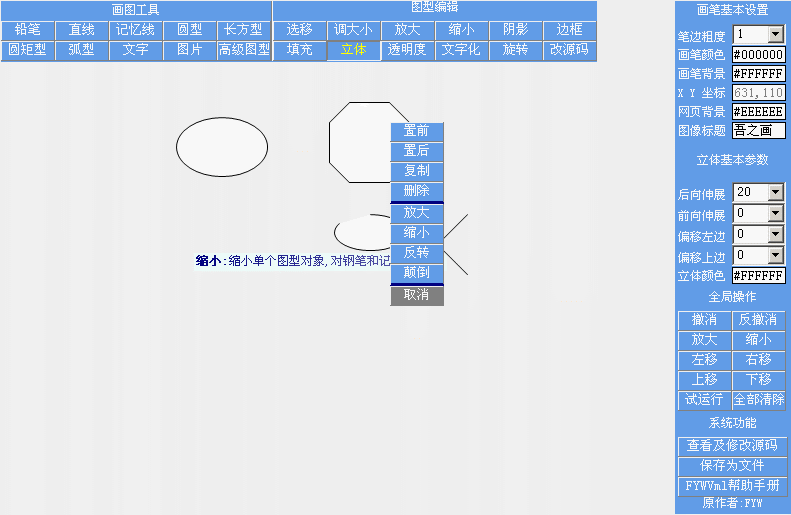 画图工具
图型编辑
铅笔 直线 记忆线 圆型 长方型 选移 调大小 放大 缩小 阴影 边框
圆矩型 弧型 文字 图片 高级图型 填充 立体 透明度 文字化 旋转 改源码
置前
置后
复制
删除
放大
缩小
反转
颠倒
取消
缩小:缩小单个图型对象,对钢笔和记
画笔基本设置
笔边粗度 1
画笔颜色 #000000
画笔背景 #FFFFFF
X Y 坐标 631,110
网页背景 #EEEEEE
图像标题 吾之画
立体基本参数
后向伸展 20
前向伸展 0
偏移左边 0
偏移上边 0
立体颜色 #FFFFFF
全局操作
撤消 反撤消
放大 缩小
左移 右移
上移 下移
试运行 全部清除
系统功能
查看及修改源码
保存为文件
FYWVml帮助手册
原作者:FYW